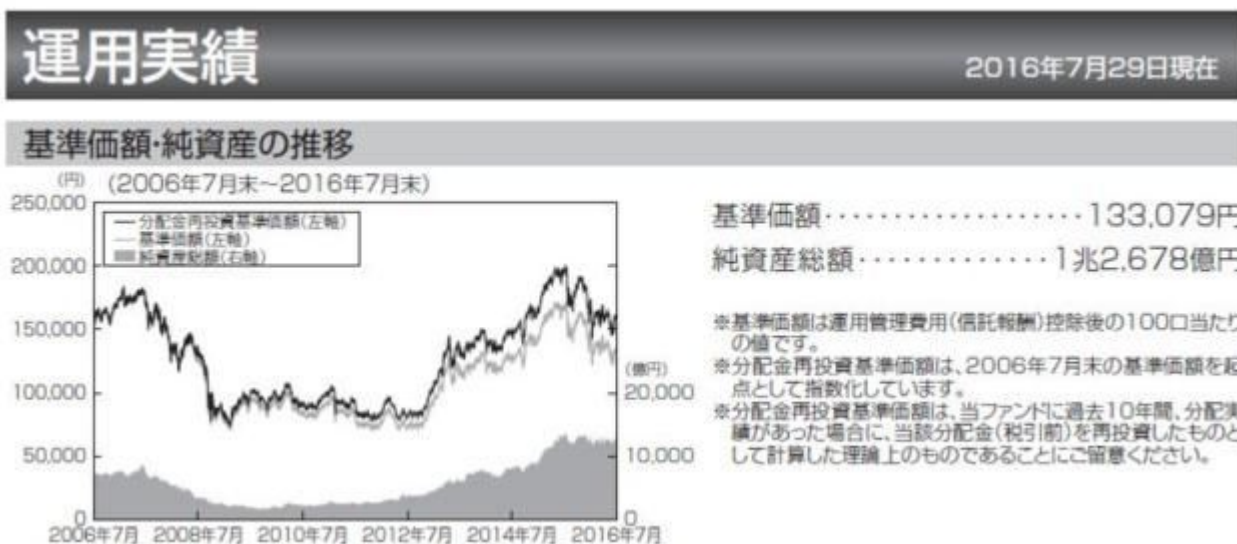 運用実績
2016年7月29日現在
基準価額・純資産の推移
(円) (2006年7月末~2016年7月末)
250,000
200,000
150,000
100,000
50,000
0
分配金再投資基準価額(左軸)
基準価額(左軸)
純資産総額(右軸)
(億円)
20,000
10,000
0
2006年7月 2008年7月 2010年7月 2012年7月 2014年7月 2016年7月
基準価額・・・・・・・・・・・・・・・・・・・133,079円
純資産総額・・・・・・・・・・・・・・1兆2,678億円
※基準価額は運用管理費用(信託報酬)控除後の100口当たり
の値です。
※分配金再投資基準価額は、2006年7月末の基準価額を起
点として指数化しています。
※分配金再投資基準価額は、当ファンドに過去10年間、分配実
績があった場合に、当該分配金(税引前)を再投資したものと
して計算した理論上のものであることにご留意ください。